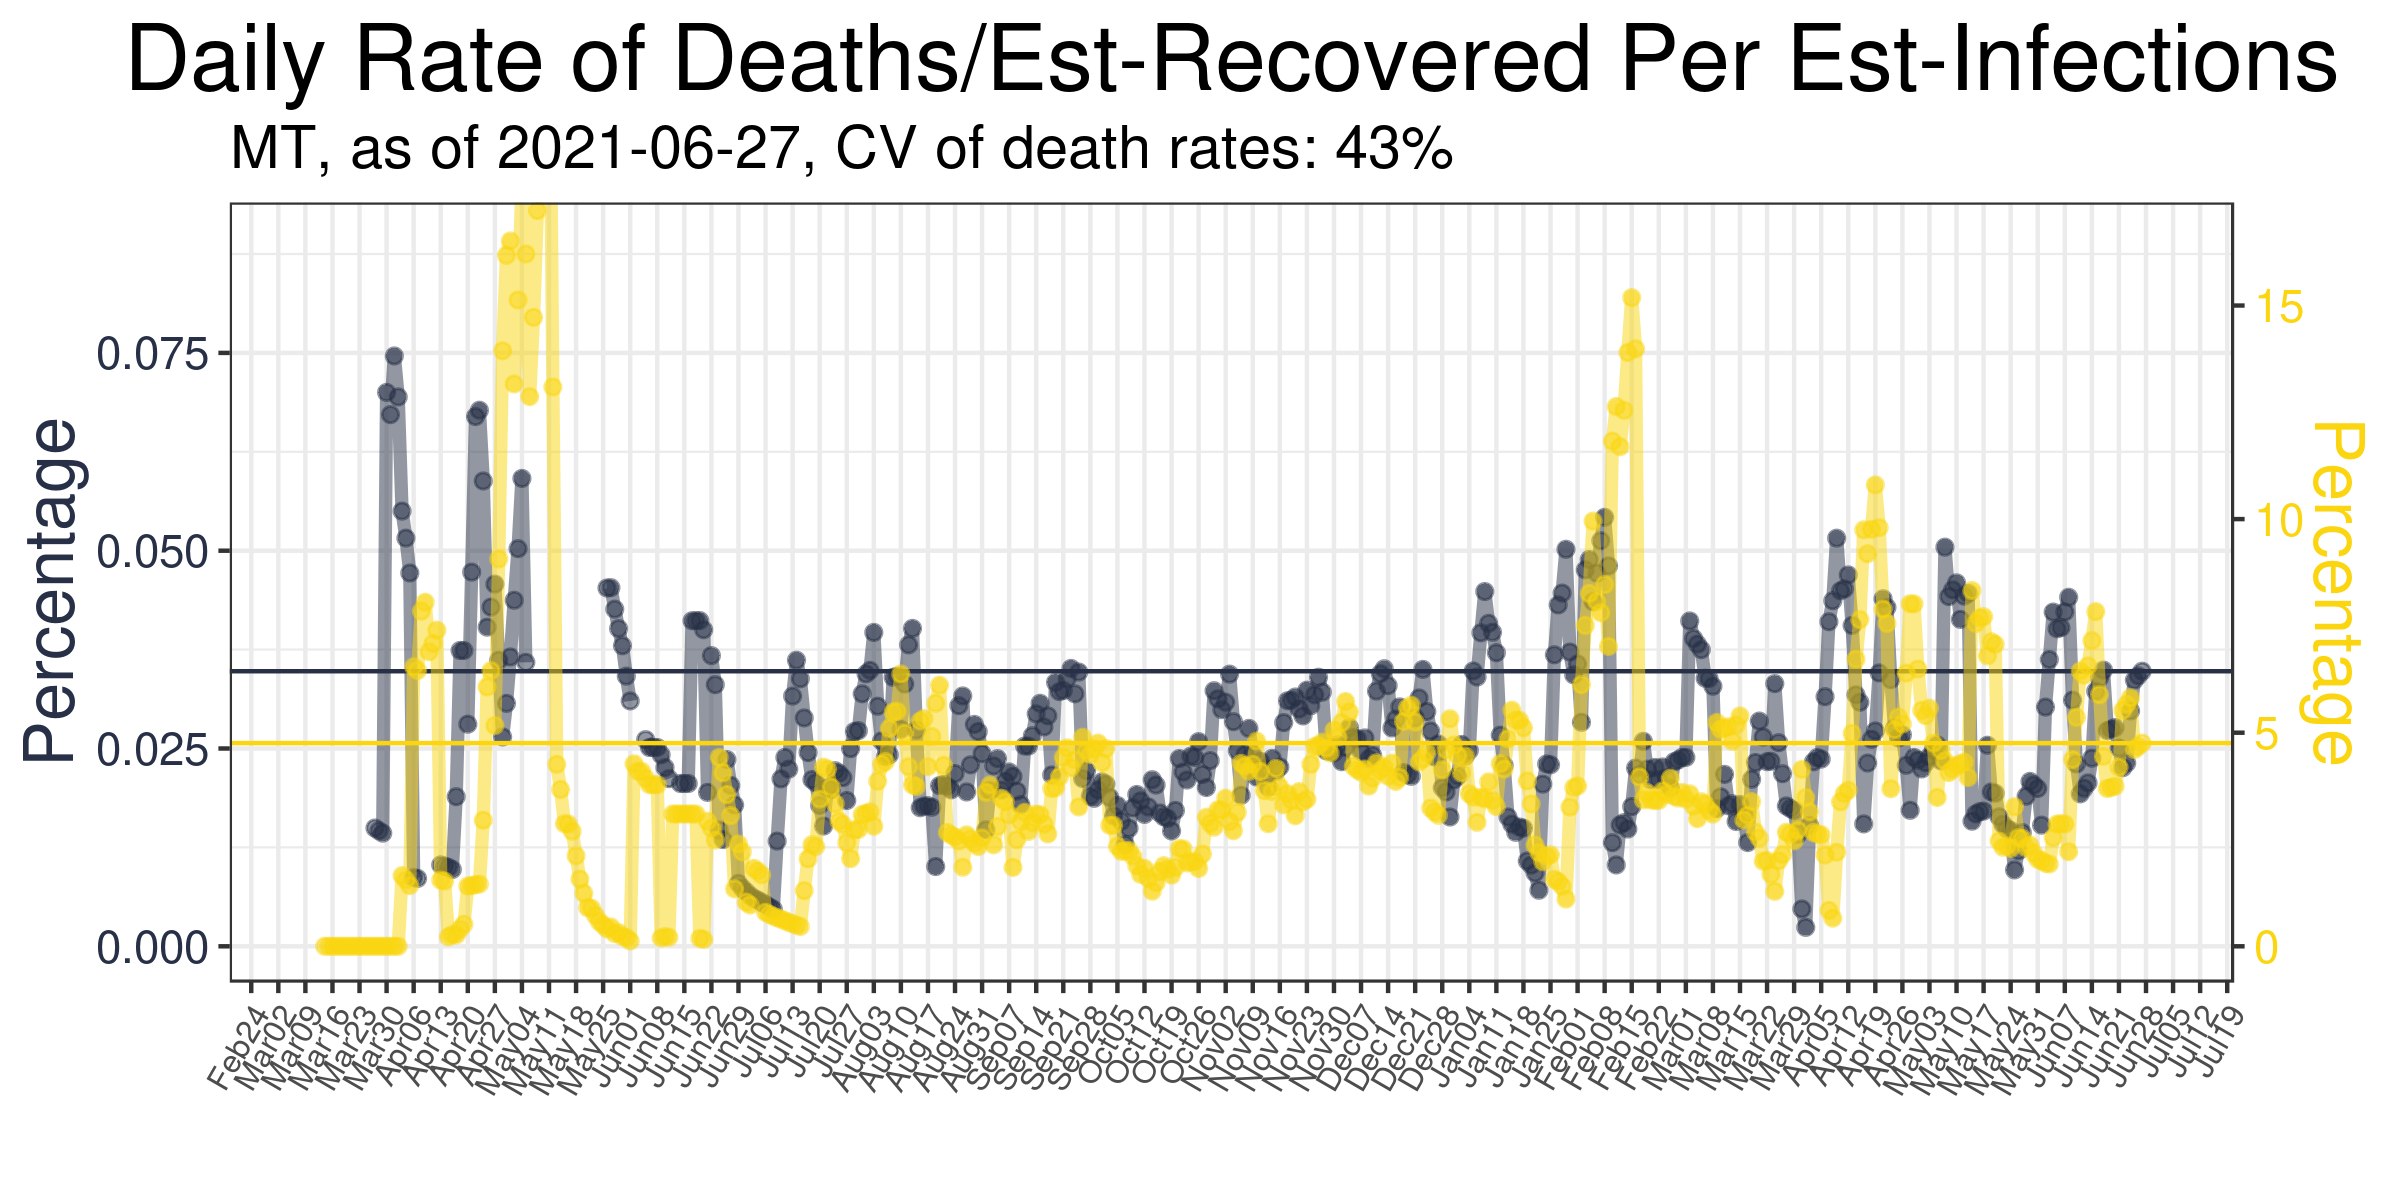 Daily Rate of Deaths/Est-Recovered Per Est-Infections
MT, as of 2021-06-27, CV of death rates: 43%
Percentage
0.075
0.050
0.025
0.000
15
10
5
0
Percentage
Feb24
Mar02
Mar09
Mar16
Mar23
Mar30
Apr06
Apr13
Apr20
Apr27
May04
May11
May18
May25
Jun01
Jun08
Jun15
Jun22
Jun29
Jul06
Jul13
Jul20
Jul27
Aug03
Aug10
Aug17
Aug24
Aug31
Sep07
Sep14
Sep21
Sep28
Oct05
Oct12
Oct19
Oct26
Nov02
Nov09
Nov16
Nov23
Nov30
Dec07
Dec14
Dec21
Dec28
Jan04
Jan11
Jan18
Jan25
Feb01
Feb08
Feb15
Feb22
Mar01
Mar08
Mar15
Mar22
Mar29
Apr05
Apr12
Apr19
Apr26
May03
May10
May17
May24
May31
Jun07
Jun14
Jun21
Jun28
Jul05
Jul12
Jul19